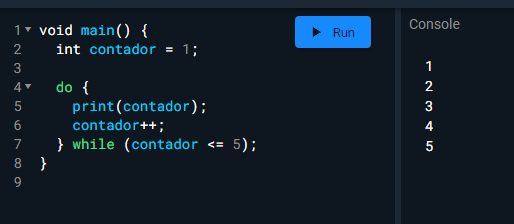 1 void main() {
2   int contador = 1;
3
4   do {
5     print(contador);
6     contador++;
7   } while (contador <= 5);
8 }
9
Run
Console
1
2
3
4
5